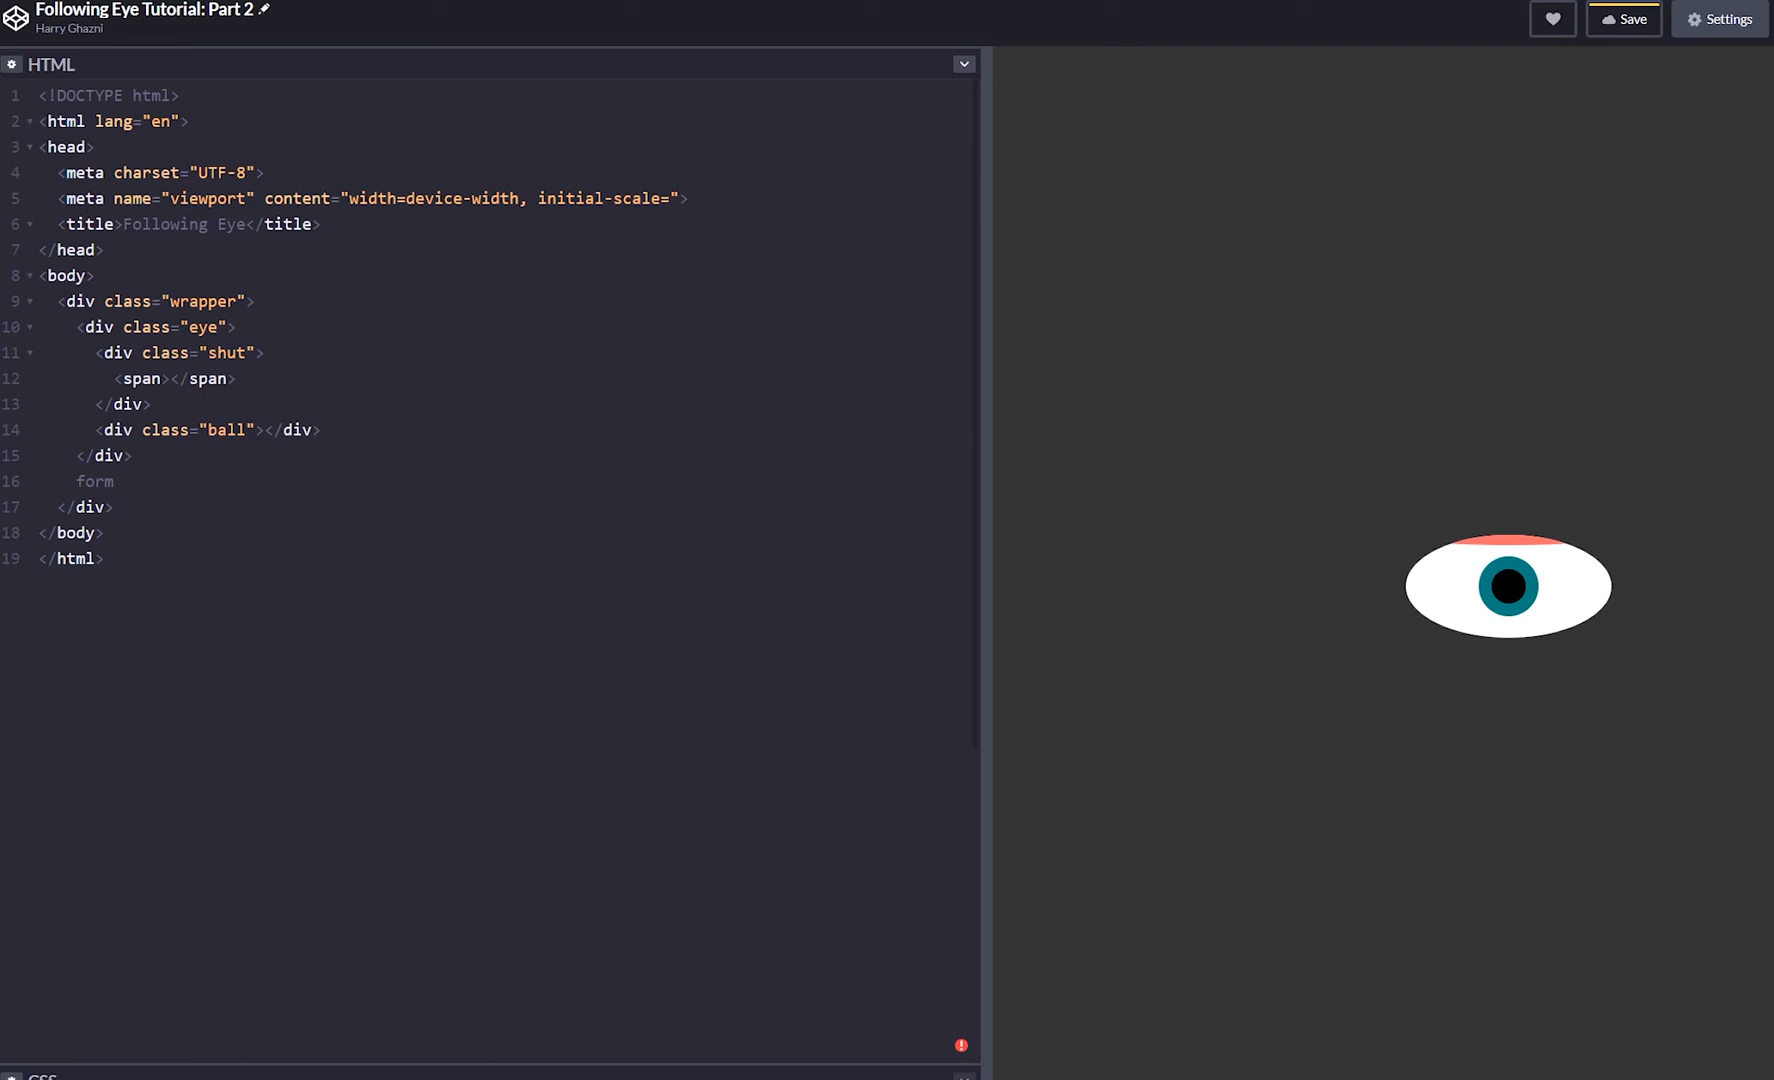 Following Eye Tutorial: Part 2
Harry Ghazni
Save
Settings
HTML
1 <!DOCTYPE html>
2 <html lang="en">
3 <head>
4 <meta charset="UTF-8">
5 <meta name="viewport" content="width=device-width, initial-scale=">
6 <title>Following Eye</title>
7 </head>
8 <body>
9 <div class="wrapper">
10 <div class="eye">
11 <div class="shut">
12 <span></span>
13 </div>
14 <div class="ball"></div>
15 </div>
16 form
17 </div>
18 </body>
19 </html>
CSS